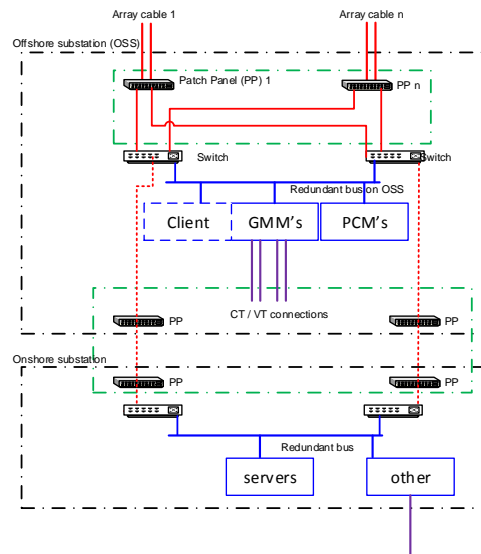 Array cable 1
Array cable n
Offshore substation (OSS)
Patch Panel (PP) 1
PP n
Switch
Switch
Redundant bus on OSS
Client
GMM's
PCM's
CT / VT connections
PP
PP
Onshore substation
PP
PP
Redundant bus
servers
other